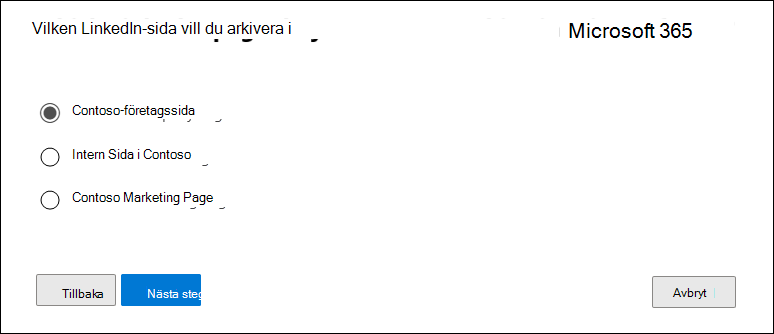 Vilken LinkedIn-sida vill du arkivera i Microsoft 365
Contoso-företagssida
Intern Sida i Contoso
Contoso Marketing Page
Tillbaka
Nästa steg
Avbryt